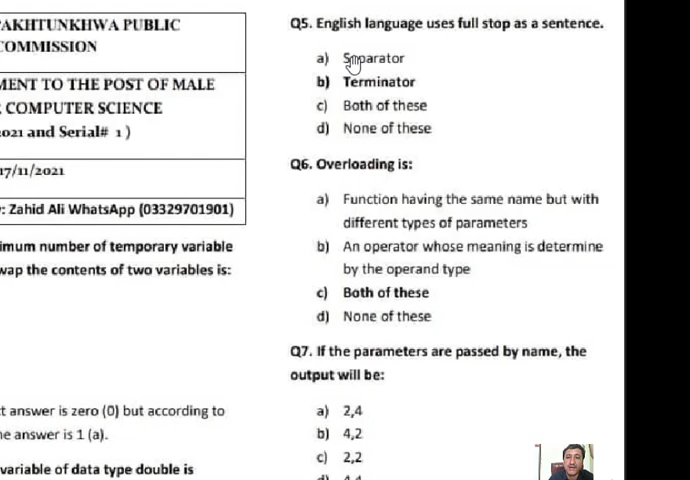 AKHTUNKHWA PUBLIC
COMMISSION
MENT TO THE POST OF MALE
COMPUTER SCIENCE
021 and Serial# 1 )
17/11/2021
: Zahid Ali WhatsApp (03329701901)
imum number of temporary variable
wap the contents of two variables is:
t answer is zero (0) but according to
he answer is 1 (a).
variable of data type double is
Q5. English language uses full stop as a sentence.
a) Separator
b) Terminator
c) Both of these
d) None of these
Q6. Overloading is:
a) Function having the same name but with
different types of parameters
b) An operator whose meaning is determine
by the operand type
c) Both of these
d) None of these
Q7. If the parameters are passed by name, the
output will be:
a) 2,4
b) 4,2
c) 2,2
d) 4,4